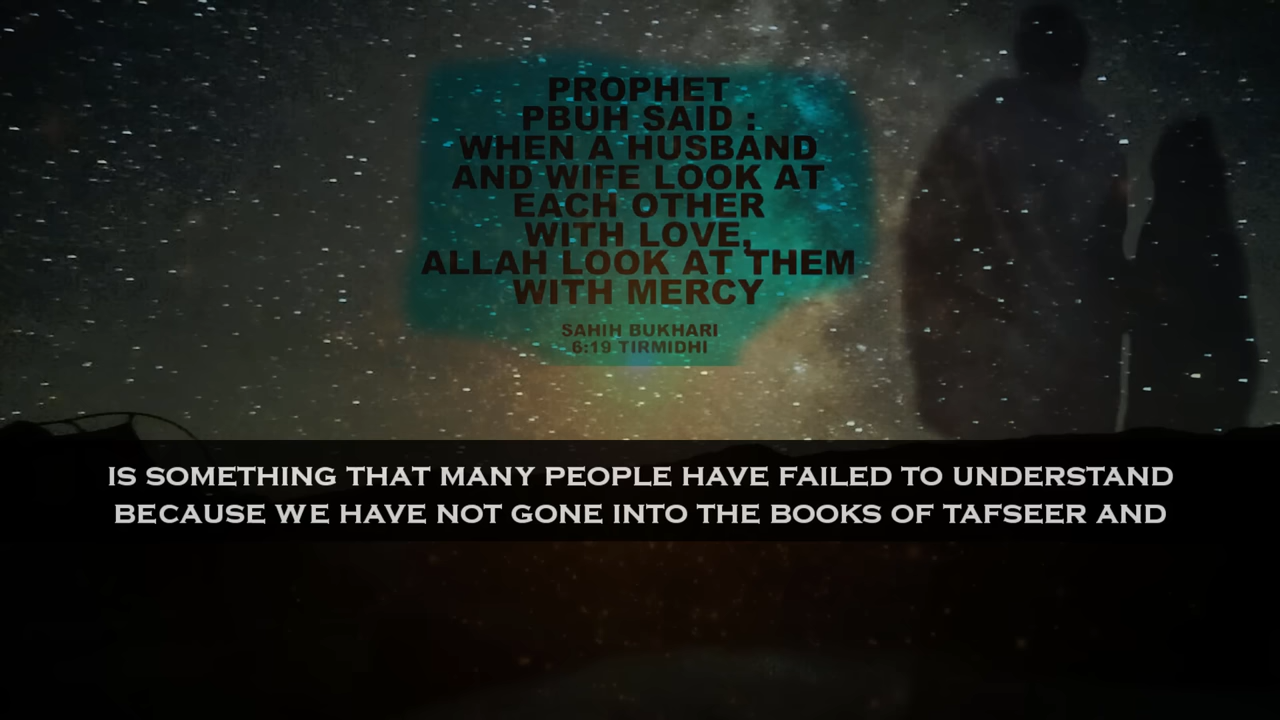 PROPHET
PBUH SAID :
WHEN A HUSBAND
AND WIFE LOOK AT
EACH OTHER
WITH LOVE,
ALLAH LOOK AT THEM
WITH MERCY
SAHIH BUKHARI
6:19 TIRMIDHI
IS SOMETHING THAT MANY PEOPLE HAVE FAILED TO UNDERSTAND
BECAUSE WE HAVE NOT GONE INTO THE BOOKS OF TAFSEER AND